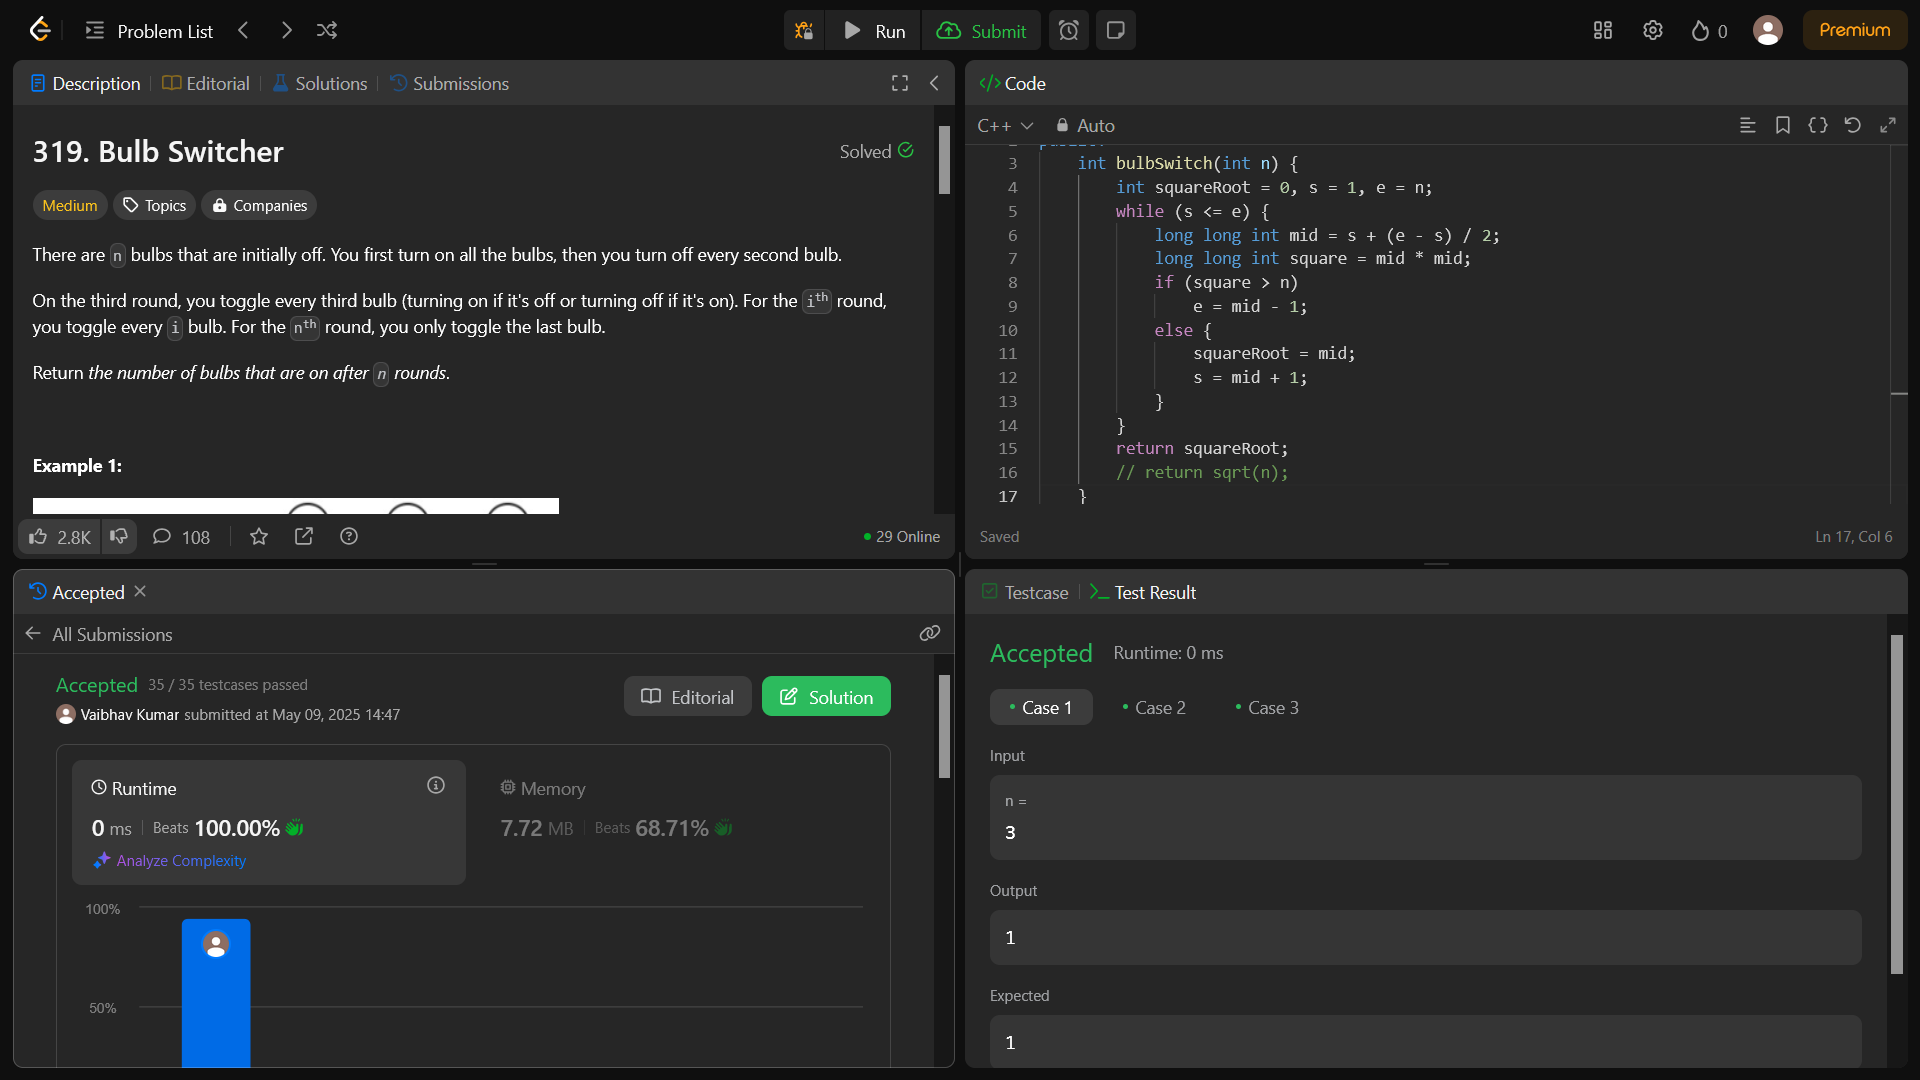 Problem List
Run
Submit
0
Premium
Description
Editorial
Solutions
Submissions
319. Bulb Switcher
Solved
Medium
Topics
Companies
There are n bulbs that are initially off. You first turn on all the bulbs, then you turn off every second bulb.
On the third round, you toggle every third bulb (turning on if it's off or turning off if it's on). For the ith round,
you toggle every i bulb. For the nth round, you only toggle the last bulb.
Return the number of bulbs that are on after n rounds.
Example 1:
2.8K
108
29 Online
Code
C++
Auto
3 int bulbSwitch(int n) {
4 int squareRoot = 0, s = 1, e = n;
5 while (s <= e) {
6 long long int mid = s + (e - s) / 2;
7 long long int square = mid * mid;
8 if (square > n)
9 e = mid - 1;
10 else {
11 squareRoot = mid;
12 s = mid + 1;
13 }
14 }
15 return squareRoot;
16 // return sqrt(n);
17 }
Saved
Ln 17, Col 6
Accepted
All Submissions
Accepted 35 / 35 testcases passed
Vaibhav Kumar submitted at May 09, 2025 14:47
Editorial
Solution
Runtime
0 ms Beats 100.00%
Analyze Complexity
Memory
7.72 MB Beats 68.71%
100%
50%
Testcase
Test Result
Accepted Runtime: 0 ms
Case 1
Case 2
Case 3
Input
n =
3
Output
1
Expected
1